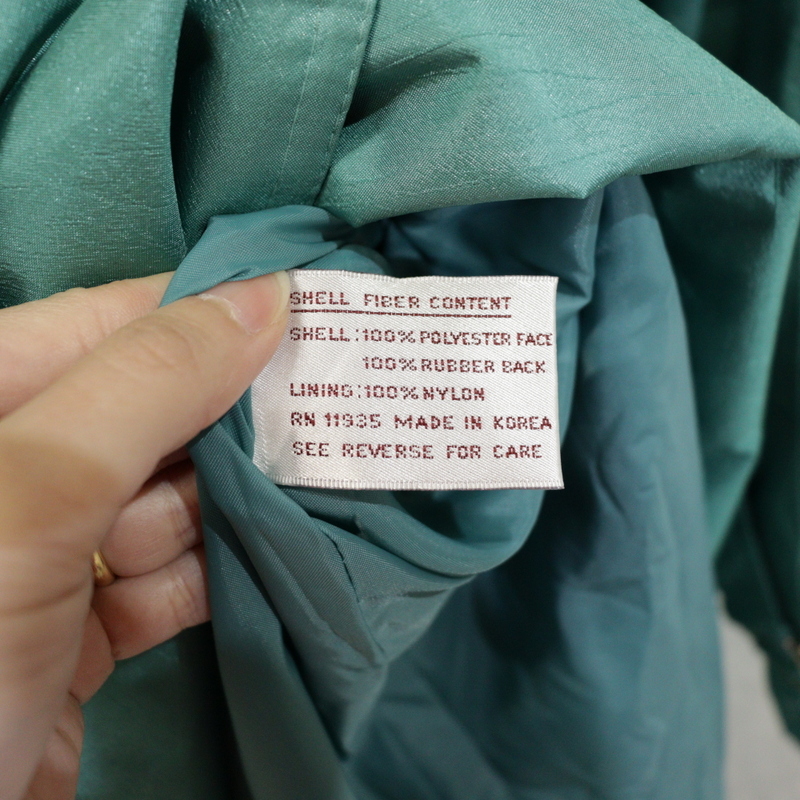 SHELL FIBER CONTENT
SHELL:100% POLYESTER FACE
100% RUBBER BACK
LINING:100% NYLON
RN 11935 MADE IN KOREA
SEE REVERSE FOR CARE